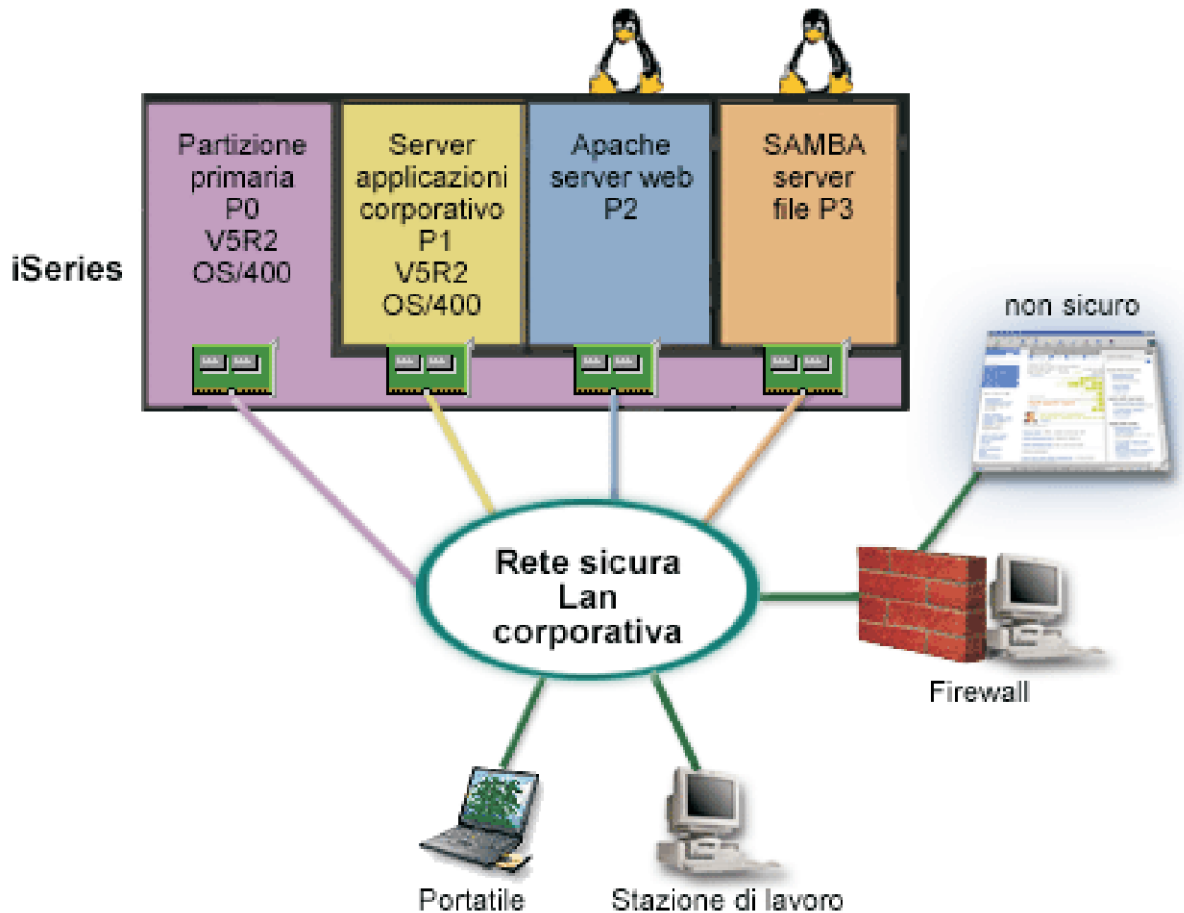 Partizione
primaria
P0
V5R2
OS/400
Server
applicazioni
corporativo
P1
V5R2
OS/400
Apache
server web
P2
SAMBA
server
file P3
iSeries
non sicuro
Rete sicura
Lan
corporativa
Firewall
Portatile
Stazione di lavoro